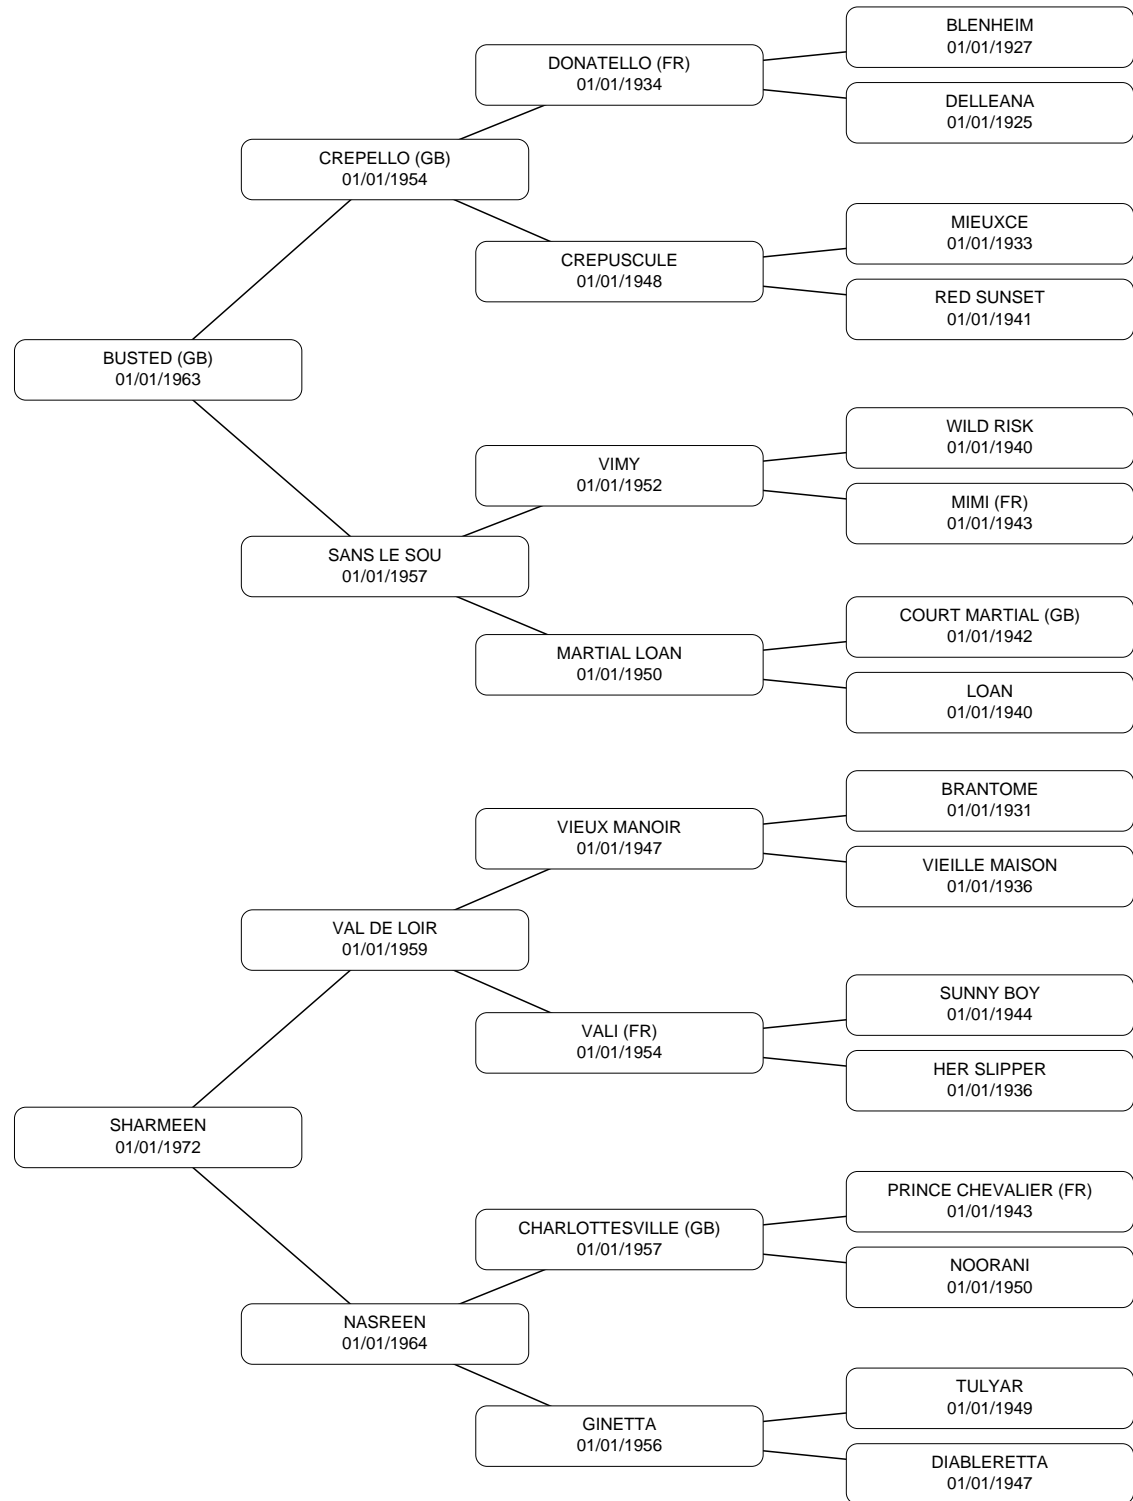 BLENHEIM
01/01/1927
DONATELLO (FR)
01/01/1934
DELLEANA
01/01/1925
CREPELLO (GB)
01/01/1954
MIEUXCE
01/01/1933
CREPUSCULE
01/01/1948
RED SUNSET
01/01/1941
BUSTED (GB)
01/01/1963
WILD RISK
01/01/1940
VIMY
01/01/1952
MIMI (FR)
01/01/1943
SANS LE SOU
01/01/1957
COURT MARTIAL (GB)
01/01/1942
MARTIAL LOAN
01/01/1950
LOAN
01/01/1940
BRANTOME
01/01/1931
VIEUX MANOIR
01/01/1947
VIEILLE MAISON
01/01/1936
VAL DE LOIR
01/01/1959
SUNNY BOY
01/01/1944
VALI (FR)
01/01/1954
HER SLIPPER
01/01/1936
SHARMEEN
01/01/1972
PRINCE CHEVALIER (FR)
01/01/1943
CHARLOTTESVILLE (GB)
01/01/1957
NOORANI
01/01/1950
NASREEN
01/01/1964
TULYAR
01/01/1949
GINETTA
01/01/1956
DIABLERETTA
01/01/1947